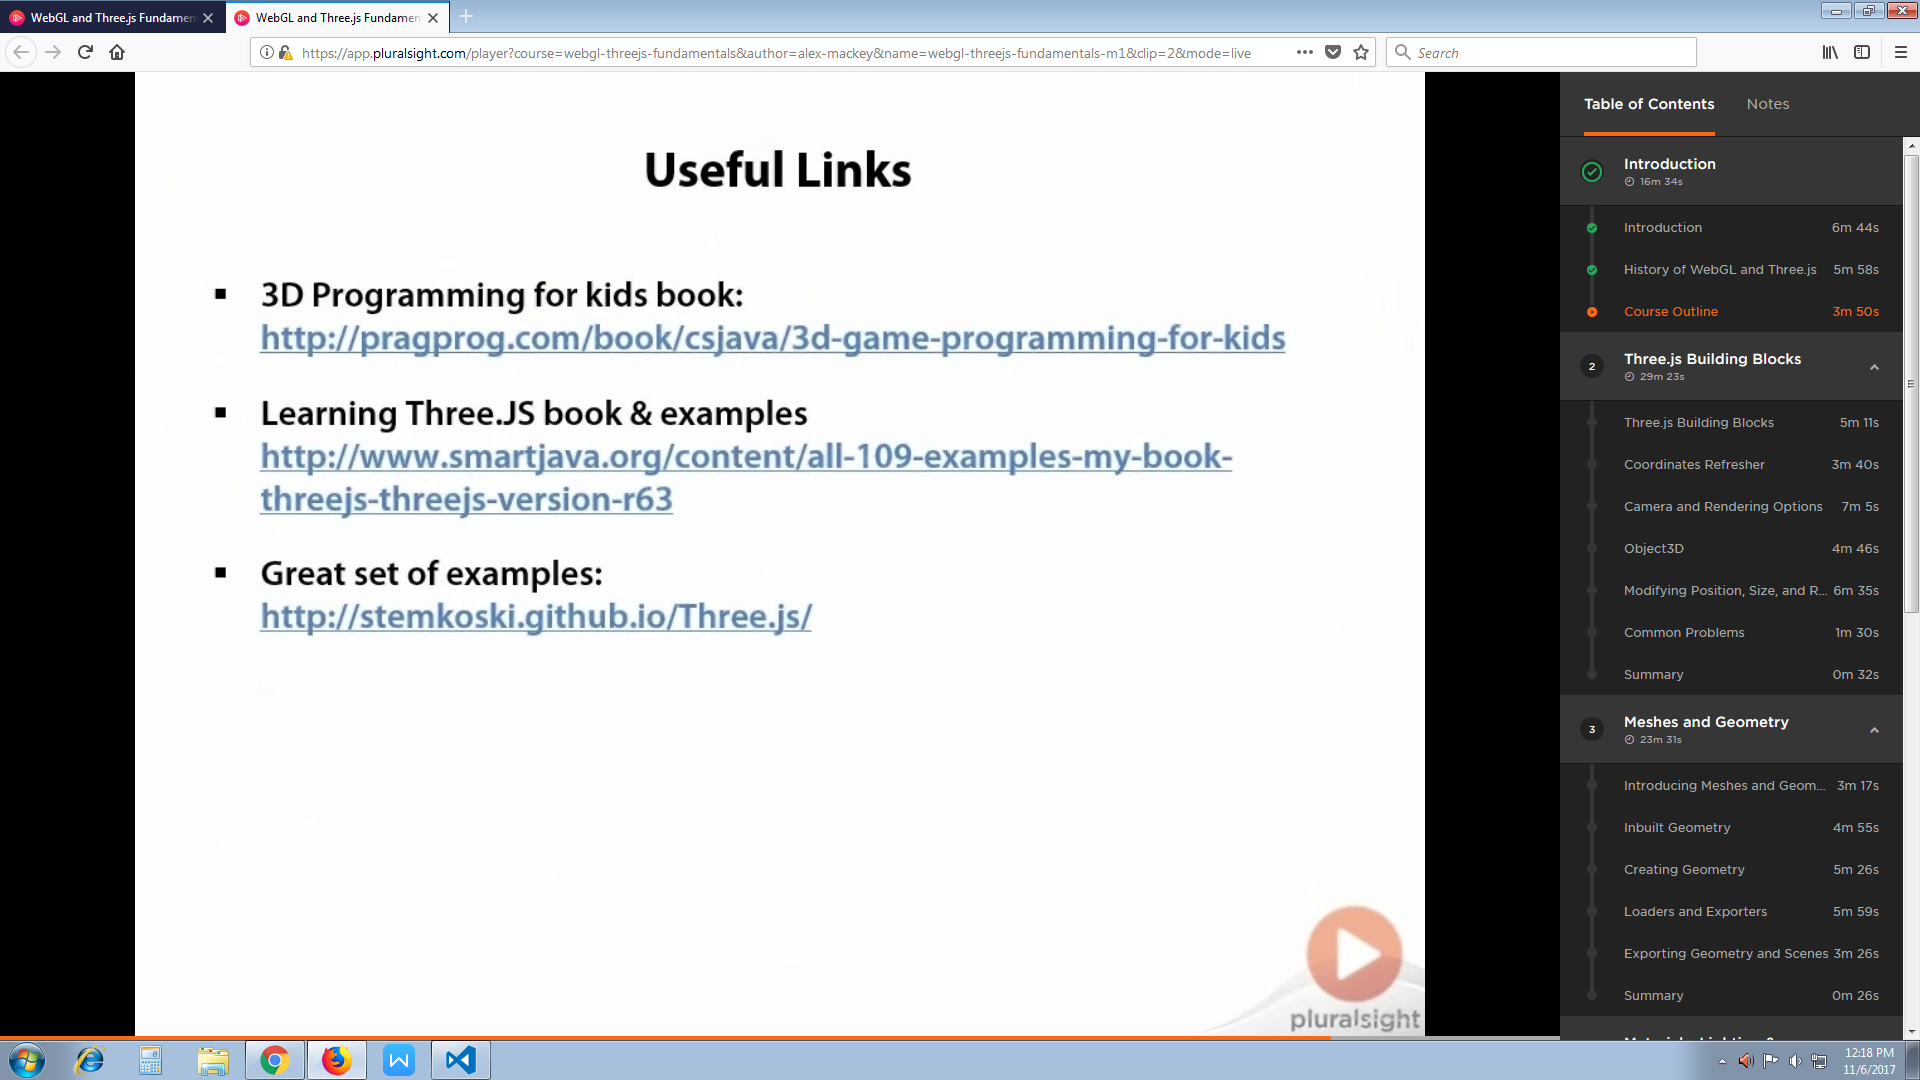 WebGL and Three.js Fundamen
WebGL and Three.js Fundamen
https://app.pluralsight.com/player?course=webgl-threejs-fundamentals&author=alex-mackey&name=webgl-threejs-fundamentals-m1&clip=2&mode=live
Search
Useful Links
3D Programming for kids book:
http://pragprog.com/book/csjava/3d-game-programming-for-kids
Learning Three.JS book & examples
http://www.smartjava.org/content/all-109-examples-my-book-
threejs-threejs-version-r63
Great set of examples:
http://stemkoski.github.io/Three.js/
pluralsight
Table of Contents Notes
Introduction
16m 34s
Introduction 6m 44s
History of WebGL and Three.js 5m 58s
Course Outline 3m 50s
2 Three.js Building Blocks
29m 23s
Three.js Building Blocks 5m 11s
Coordinates Refresher 3m 40s
Camera and Rendering Options 7m 5s
Object3D 4m 46s
Modifying Position, Size, and R... 6m 35s
Common Problems 1m 30s
Summary 0m 32s
3 Meshes and Geometry
23m 31s
Introducing Meshes and Geom... 3m 17s
Inbuilt Geometry 4m 55s
Creating Geometry 5m 26s
Loaders and Exporters 5m 59s
Exporting Geometry and Scenes 3m 26s
Summary 0m 26s
12:18 PM
11/6/2017